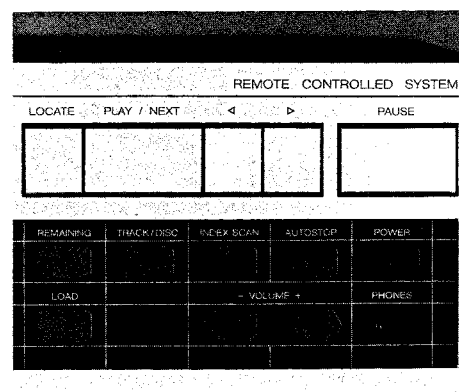 REMOTE CONTROLLED SYSTEM
LOCATE PLAY / NEXT ◁ ▷ PAUSE
REMAINING TRACK/DISC INDEX SCAN AUTOSTOP POWER
LOAD - VOLUME + PHONES